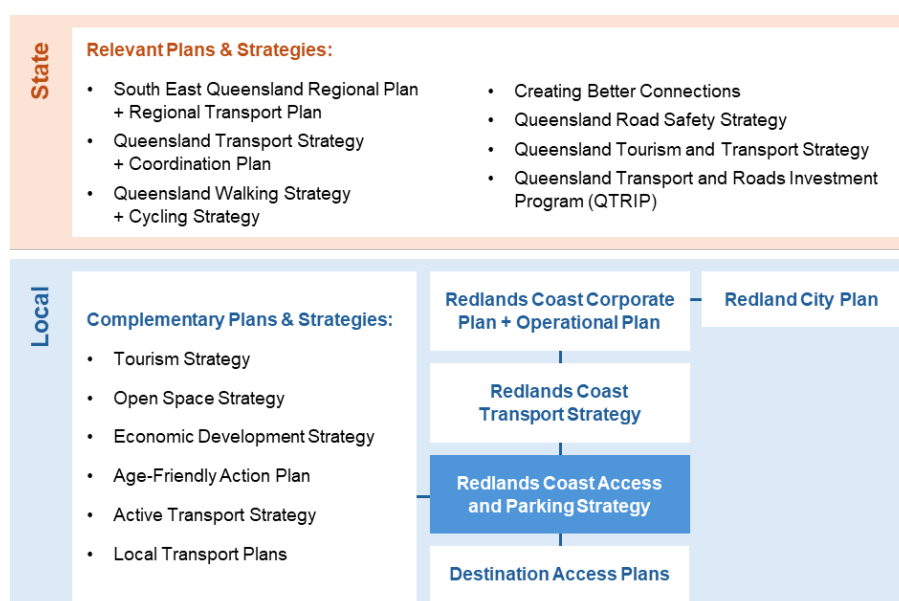 State
Relevant Plans & Strategies:
• South East Queensland Regional Plan
+ Regional Transport Plan
• Queensland Transport Strategy
+ Coordination Plan
• Queensland Walking Strategy
+ Cycling Strategy
• Creating Better Connections
• Queensland Road Safety Strategy
• Queensland Tourism and Transport Strategy
• Queensland Transport and Roads Investment
Program (QTRIP)
Local
Complementary Plans & Strategies:
• Tourism Strategy
• Open Space Strategy
• Economic Development Strategy
• Age-Friendly Action Plan
• Active Transport Strategy
• Local Transport Plans
Redlands Coast Corporate
Plan + Operational Plan
Redland City Plan
Redlands Coast
Transport Strategy
Redlands Coast Access
and Parking Strategy
Destination Access Plans